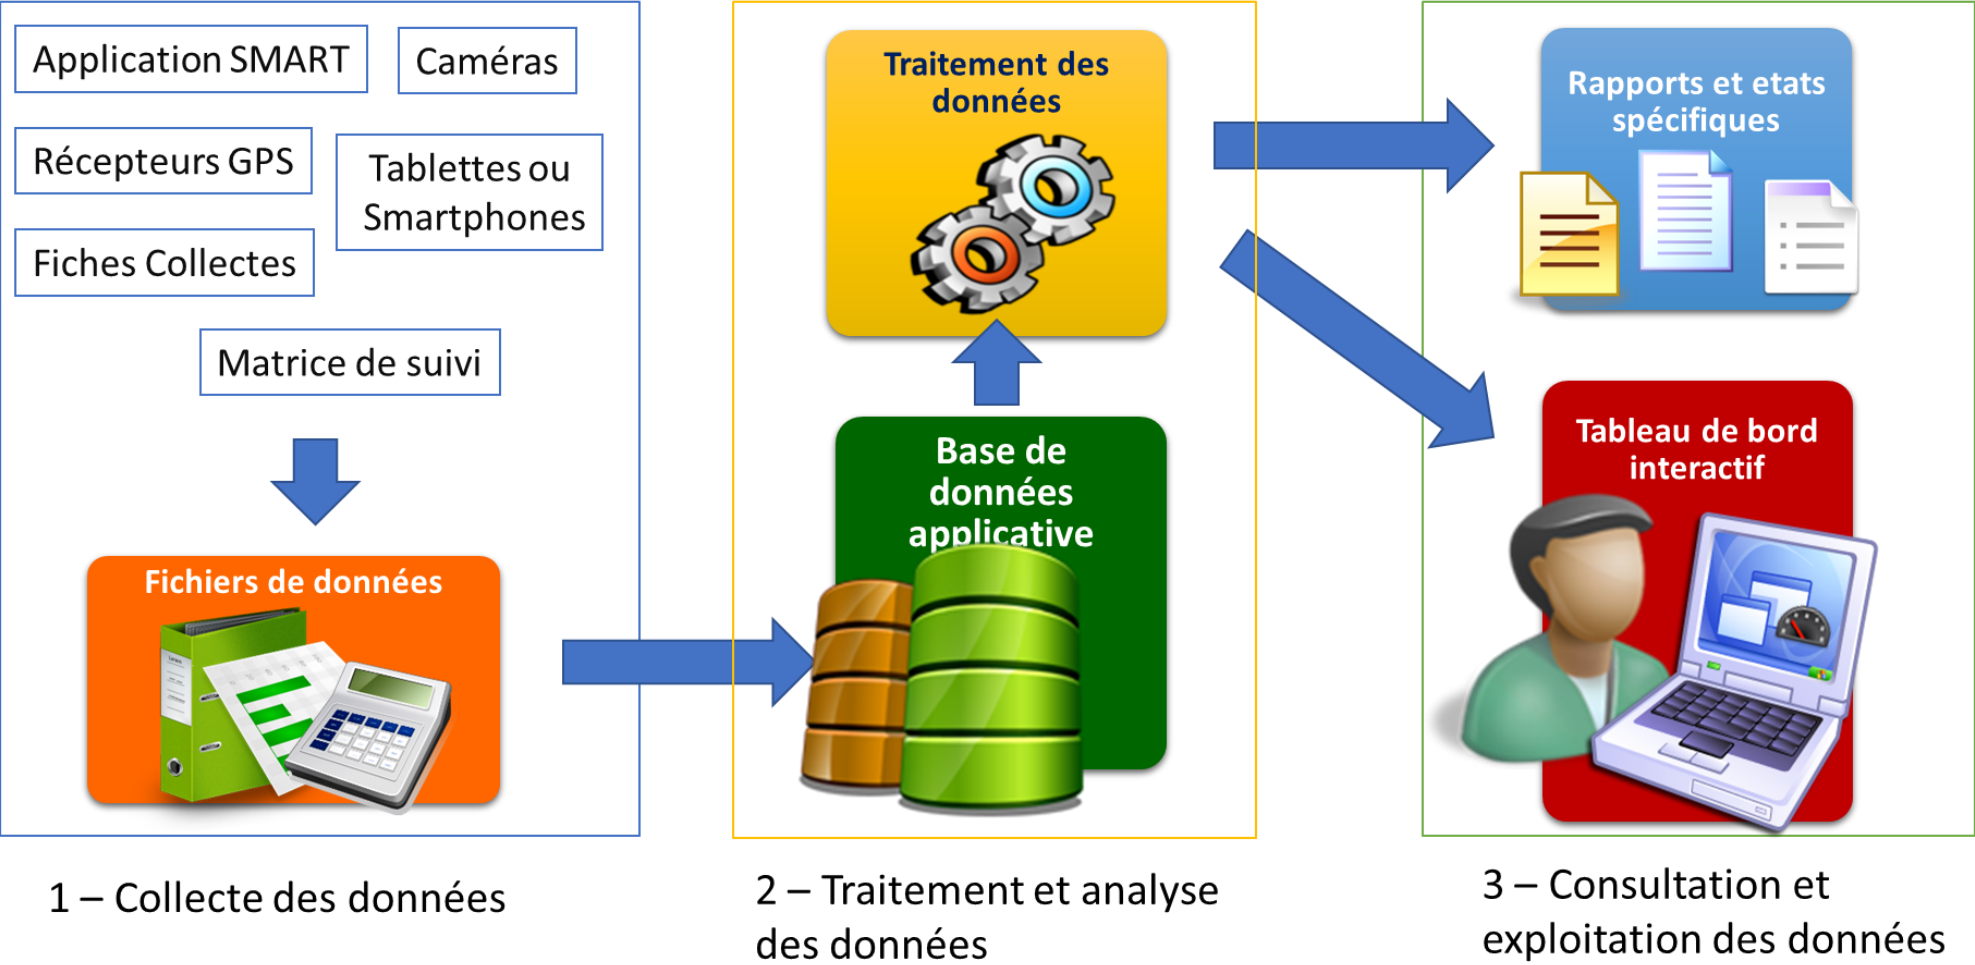 Application SMART
Caméras
Récepteurs GPS
Tablettes ou
Smartphones
Fiches Collectes
Matrice de suivi
Fichiers de données
1 – Collecte des données
Traitement des
données
Base de
données
applicative
2 – Traitement et analyse
des données
Rapports et etats
spécifiques
Tableau de bord
interactif
3 – Consultation et
exploitation des données